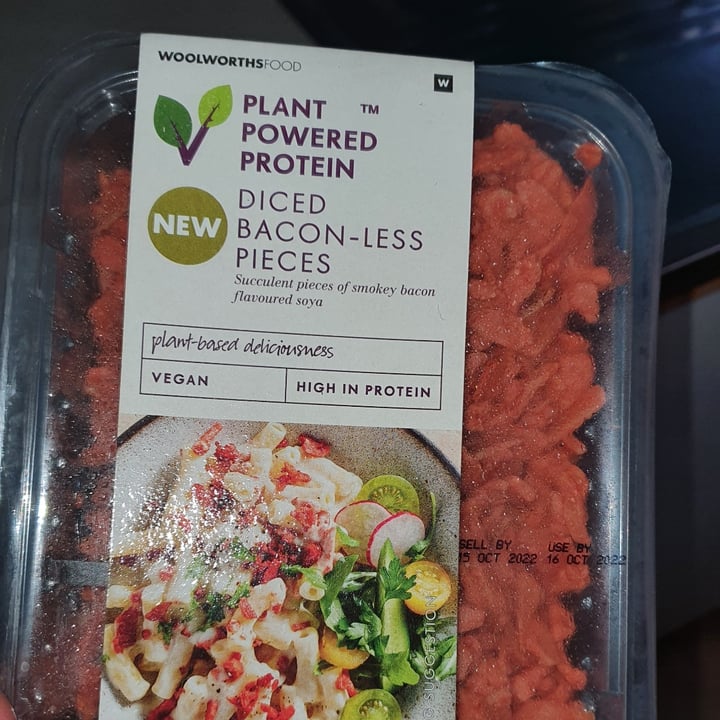 WOOLWORTHSFOOD
W
PLANT ™
POWERED
PROTEIN
NEW
DICED
BACON-LESS
PIECES
Succulent pieces of smokey bacon
flavoured soya
plant-based deliciousness
VEGAN
HIGH IN PROTEIN
SELL BY USE BY
OCT 2022 16 OCT 2022
SUGGESTION